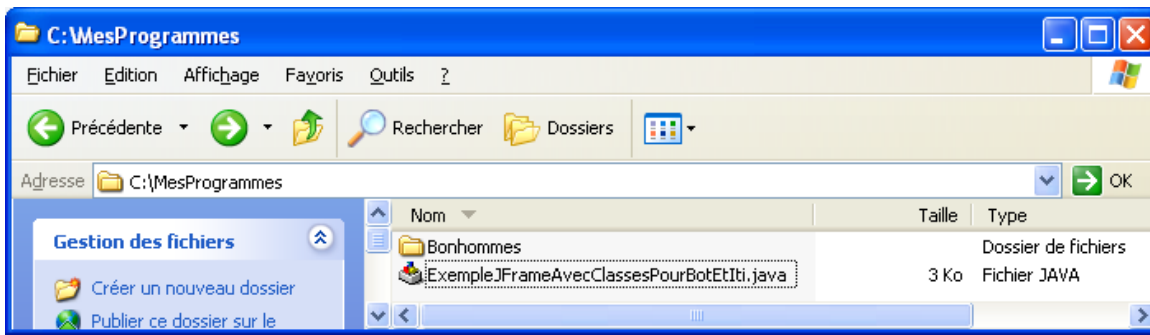 C:\MesProgrammes
Fichier Edition Affichage Favoris Outils ?
Précédente Rechercher Dossiers
Adresse C:\MesProgrammes OK
Nom Taille Type
Gestion des fichiers
Bonhommes Dossier de fichiers
ExempleJFrameAvecClassesPourBotEtIti.java 3 Ko Fichier JAVA
Créer un nouveau dossier
Publier ce dossier sur le